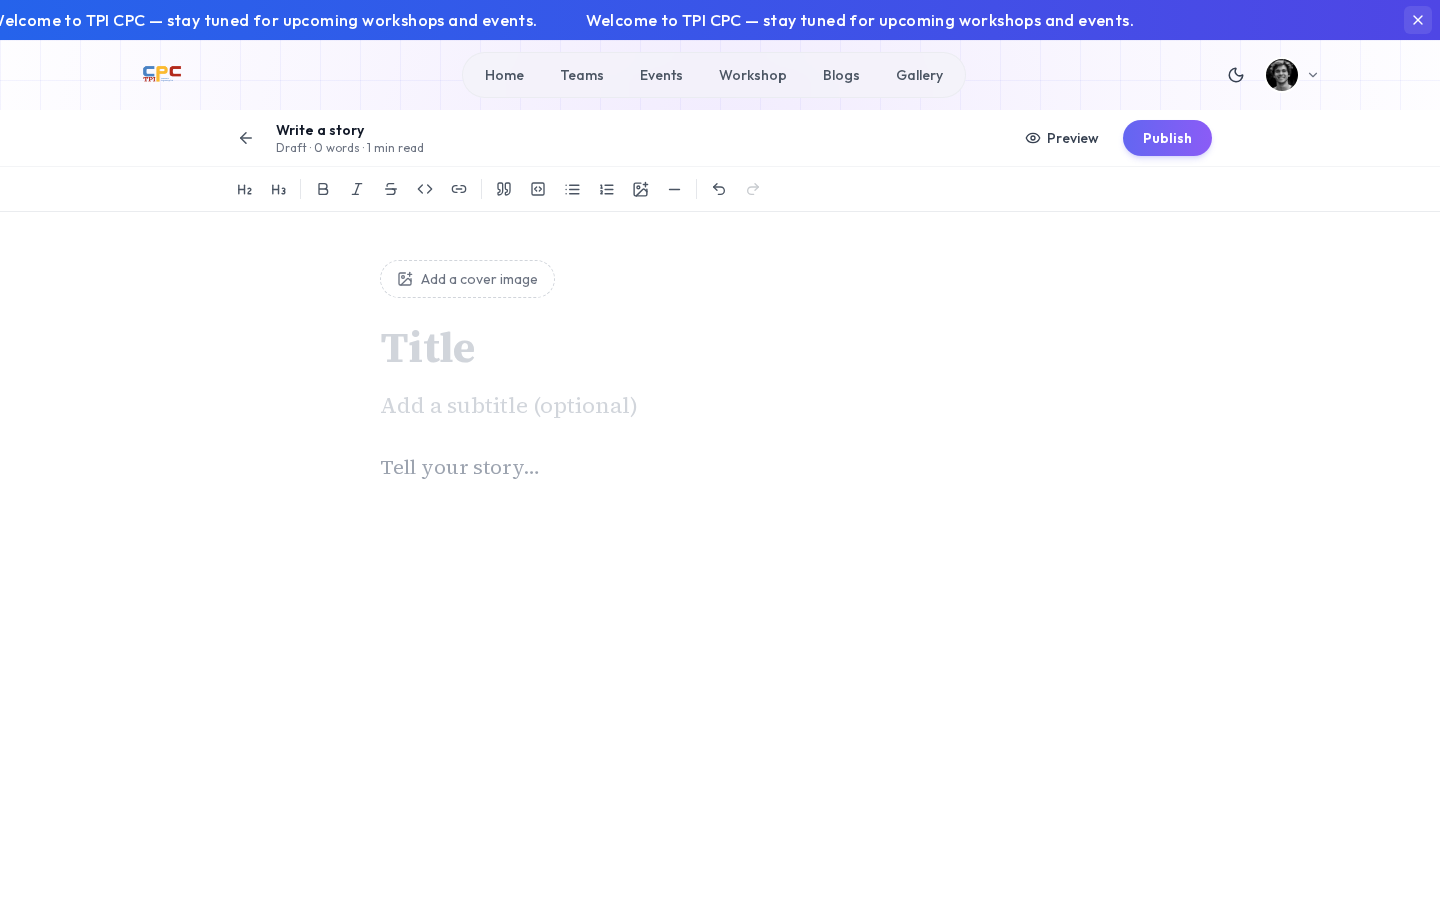 Welcome to TPI CPC — stay tuned for upcoming workshops and events. Welcome to TPI CPC — stay tuned for upcoming workshops and events.
CPC
TPI
Home Teams Events Workshop Blogs Gallery
Write a story
Draft · 0 words · 1 min read
Preview Publish
H2 H3
Add a cover image
Title
Add a subtitle (optional)
Tell your story...